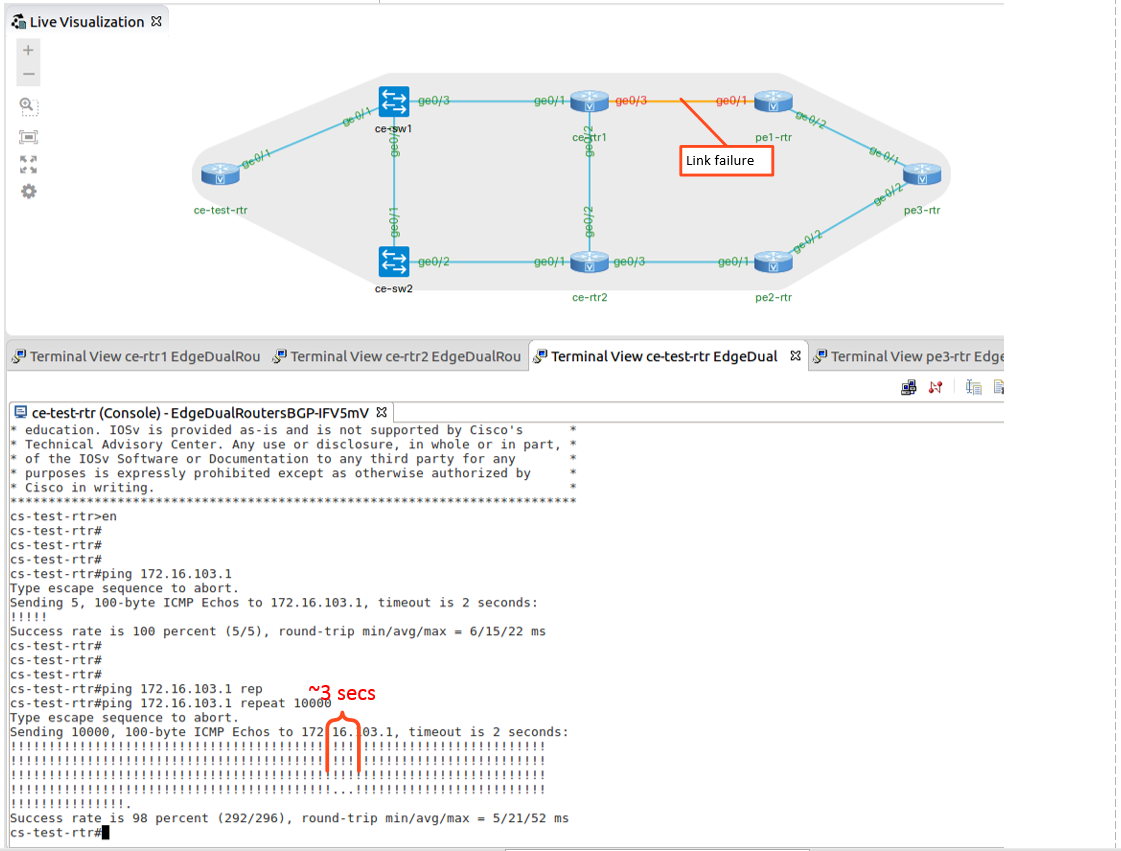 Live Visualization
ge0/3
ge0/1
ge0/3
ge0/1
ge0/1
ce-sw1
ge0/1
ge0/2
ce-rtr1
pe1-rtr
ge0/2
Link failure
ge0/1
ge0/1
ce-test-rtr
ge0/1
ge0/2
ge0/2
pe3-rtr
ge0/2
ge0/1
ge0/3
ge0/1
ge0/2
ce-sw2
ce-rtr2
pe2-rtr
Terminal View ce-rtr1 EdgeDualRou
Terminal View ce-rtr2 EdgeDualRou
Terminal View ce-test-rtr EdgeDual
Terminal View pe3-rtr Edge
ce-test-rtr (Console) - EdgeDualRoutersBGP-IFV5mV
* education. IOSv is provided as-is and is not supported by Cisco's      *
* Technical Advisory Center. Any use or disclosure, in whole or in part, *
* of the IOSv Software or Documentation to any third party for any       *
* purposes is expressly prohibited except as otherwise authorized by     *
* Cisco in writing.                                                      *
**************************************************************************
cs-test-rtr>en
cs-test-rtr#
cs-test-rtr#
cs-test-rtr#
cs-test-rtr#ping 172.16.103.1
Type escape sequence to abort.
Sending 5, 100-byte ICMP Echos to 172.16.103.1, timeout is 2 seconds:
!!!!!
Success rate is 100 percent (5/5), round-trip min/avg/max = 6/15/22 ms
cs-test-rtr#
cs-test-rtr#
cs-test-rtr#
cs-test-rtr#ping 172.16.103.1 rep
~3 secs
cs-test-rtr#ping 172.16.103.1 repeat 10000
Type escape sequence to abort.
Sending 10000, 100-byte ICMP Echos to 172.16.103.1, timeout is 2 seconds:
!!!!!!!!!!!!!!!!!!!!!!!!!!!!!!!!!!!!!!!!!!!!!!!!!!!!!!!!!!!!!!!!!!!!!!
!!!!!!!!!!!!!!!!!!!!!!!!!!!!!!!!!!!!!!!!!!!!!!!!!!!!!!!!!!!!!!!!!!!!!!
!!!!!!!!!!!!!!!!!!!!!!!!!!!!!!!!!!!!!!!!!!!!!!!!!!!!!!!!!!!!!!!!!!!!!!
!!!!!!!!!!!!!!!!!!!!!!!!!!!!!!!!!!!!!!!!!!...!!!!!!!!!!!!!!!!!!!!!!!!!
!!!!!!!!!!!!!!!.
Success rate is 98 percent (292/296), round-trip min/avg/max = 5/21/52 ms
cs-test-rtr#